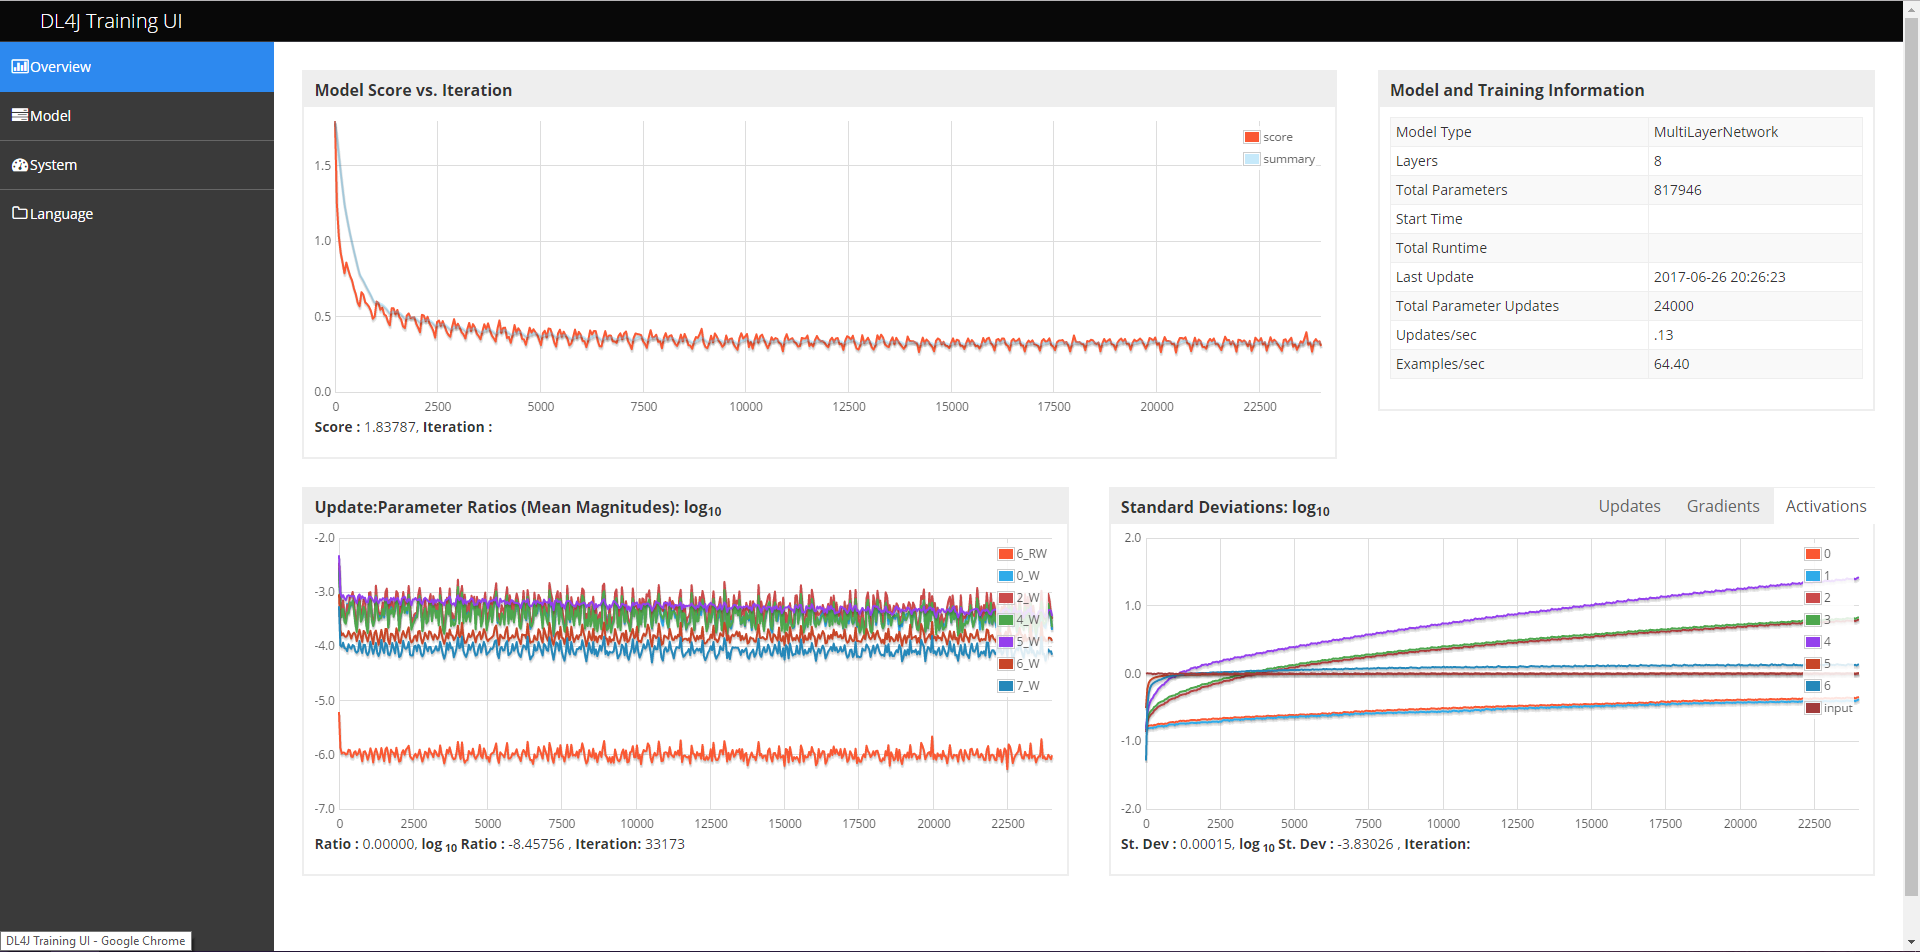 DL4J Training UI
Overview
Model
System
Language
Model Score vs. Iteration
score
summary
1.5
1.0
0.5
0.0
0 2500 5000 7500 10000 12500 15000 17500 20000 22500
Score : 1.83787, Iteration :
Model and Training Information
Model Type MultiLayerNetwork
Layers 8
Total Parameters 817946
Start Time
Total Runtime
Last Update 2017-06-26 20:26:23
Total Parameter Updates 24000
Updates/sec .13
Examples/sec 64.40
Update:Parameter Ratios (Mean Magnitudes): log10
-2.0
-3.0
-4.0
-5.0
-6.0
-7.0
6_RW
0_W
2_W
4_W
5_W
6_W
7_W
0 2500 5000 7500 10000 12500 15000 17500 20000 22500
Ratio : 0.00000, log 10 Ratio : -8.45756 , Iteration: 33173
Standard Deviations: log10 Updates Gradients Activations
2.0
1.0
0.0
-1.0
-2.0
0
1
2
3
4
5
6
input
0 2500 5000 7500 10000 12500 15000 17500 20000 22500
St. Dev : 0.00015, log 10 St. Dev : -3.83026 , Iteration:
DL4J Training UI - Google Chrome